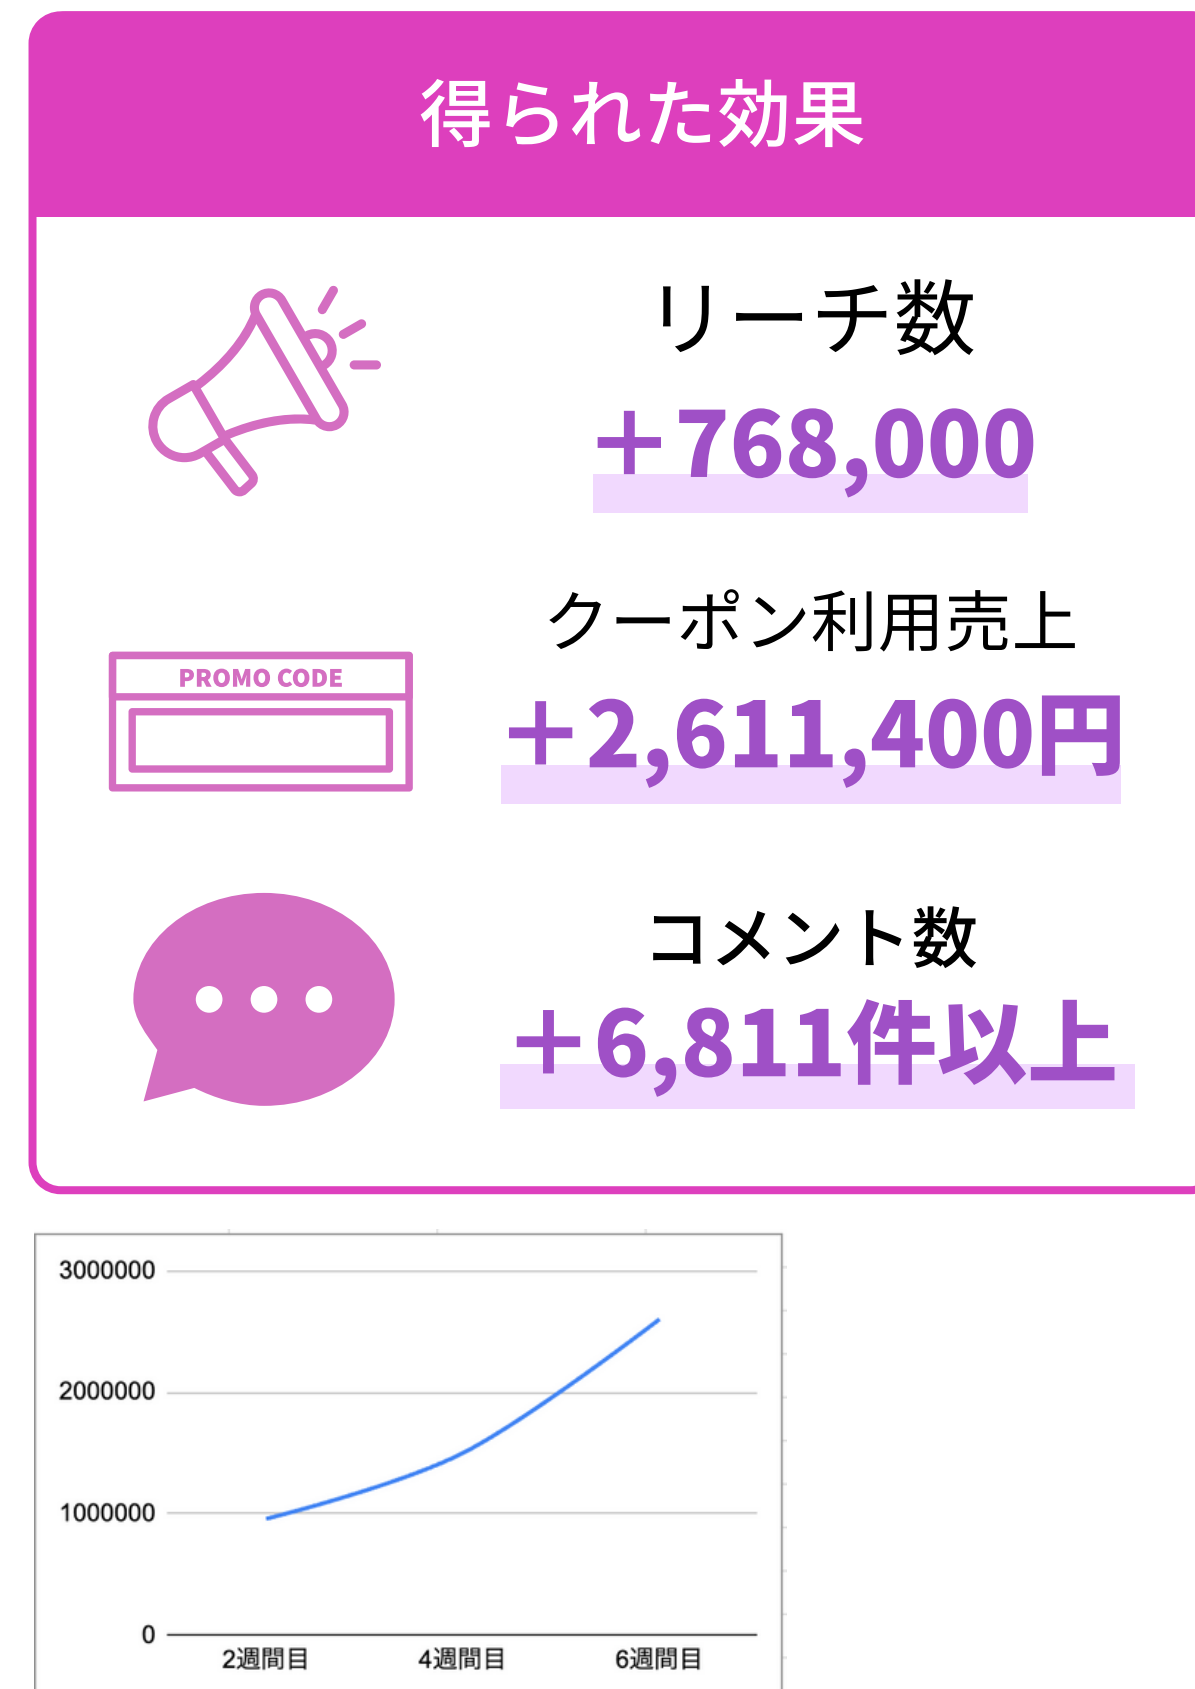 得られた効果
リーチ数
＋768,000
クーポン利用売上
PROMO CODE
＋2,611,400円
コメント数
＋6,811件以上
3000000
2000000
1000000
0
2週間目 4週間目 6週間目